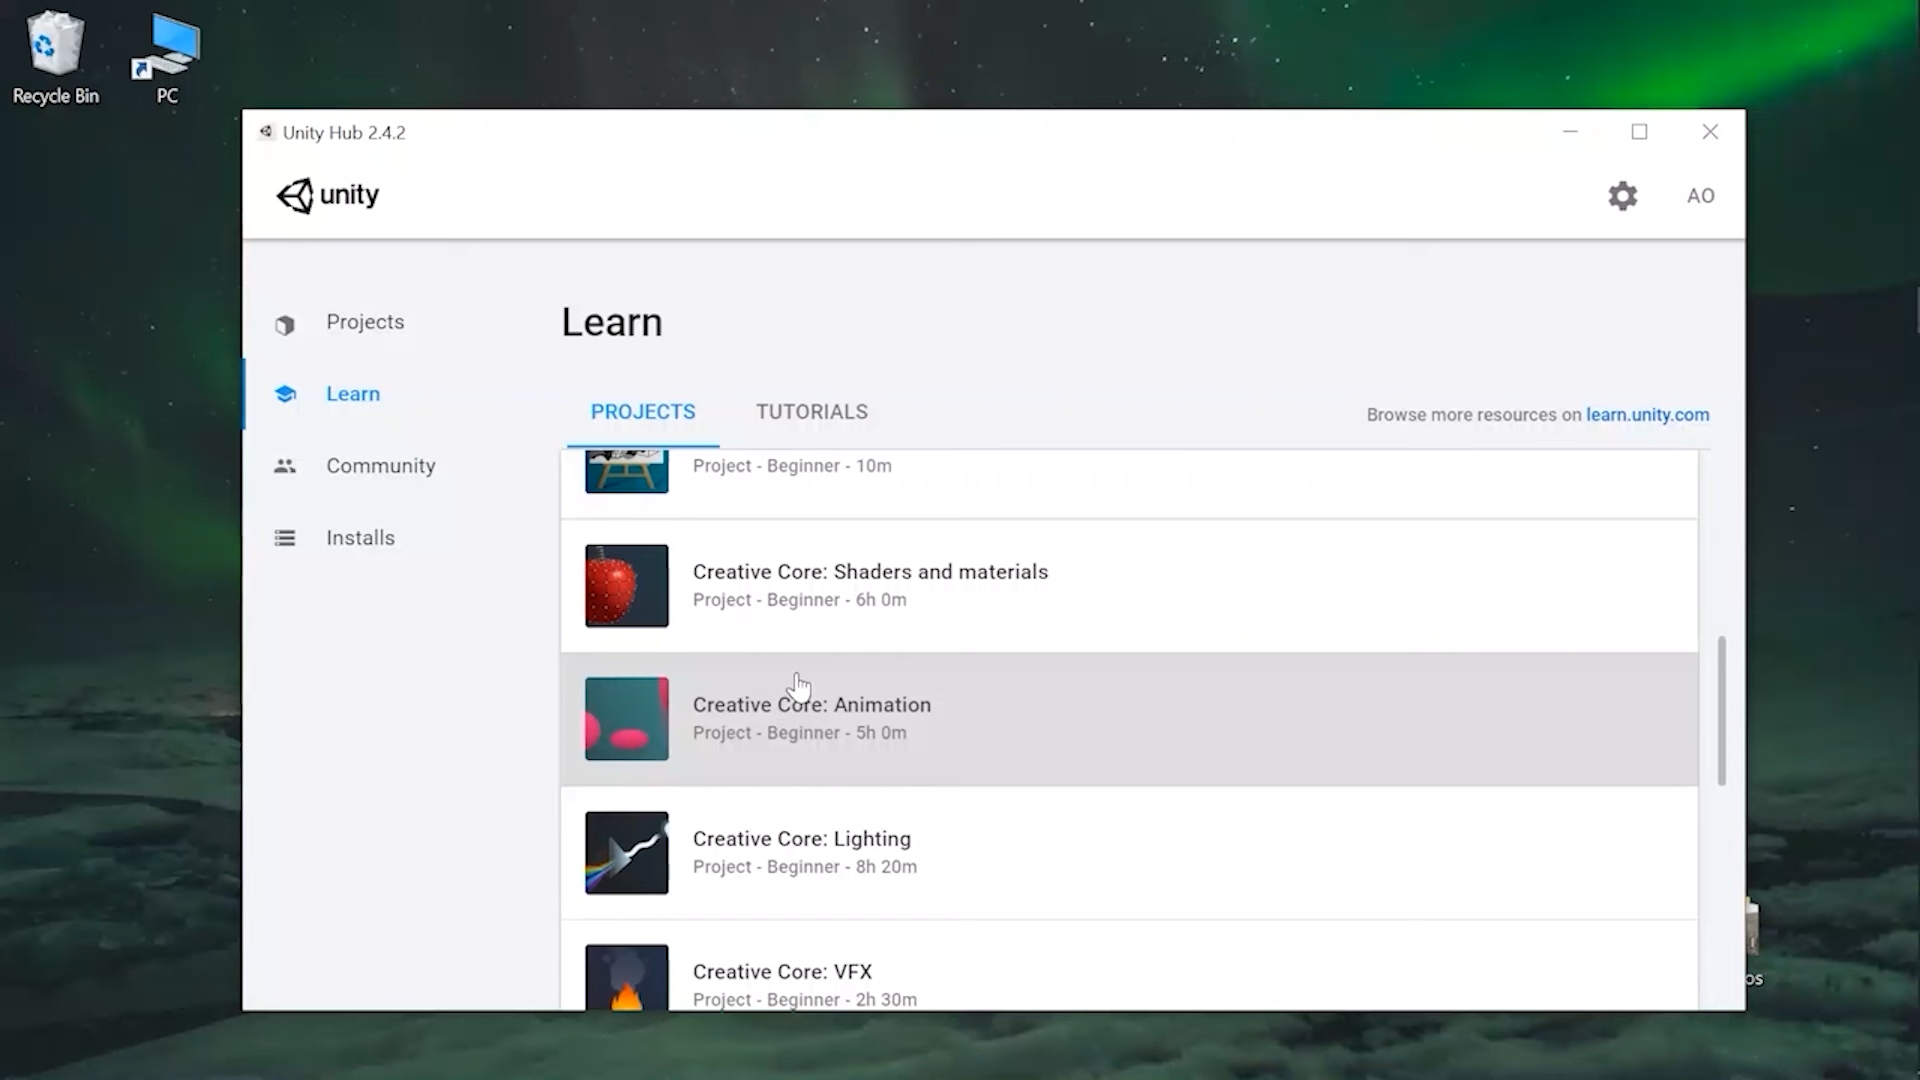 Recycle Bin
PC
Unity Hub 2.4.2
unity
AO
Projects
Learn
Community
Installs
Learn
PROJECTS
TUTORIALS
Browse more resources on learn.unity.com
Project - Beginner - 10m
Creative Core: Shaders and materials
Project - Beginner - 6h 0m
Creative Core: Animation
Project - Beginner - 5h 0m
Creative Core: Lighting
Project - Beginner - 8h 20m
Creative Core: VFX
Project - Beginner - 2h 30m